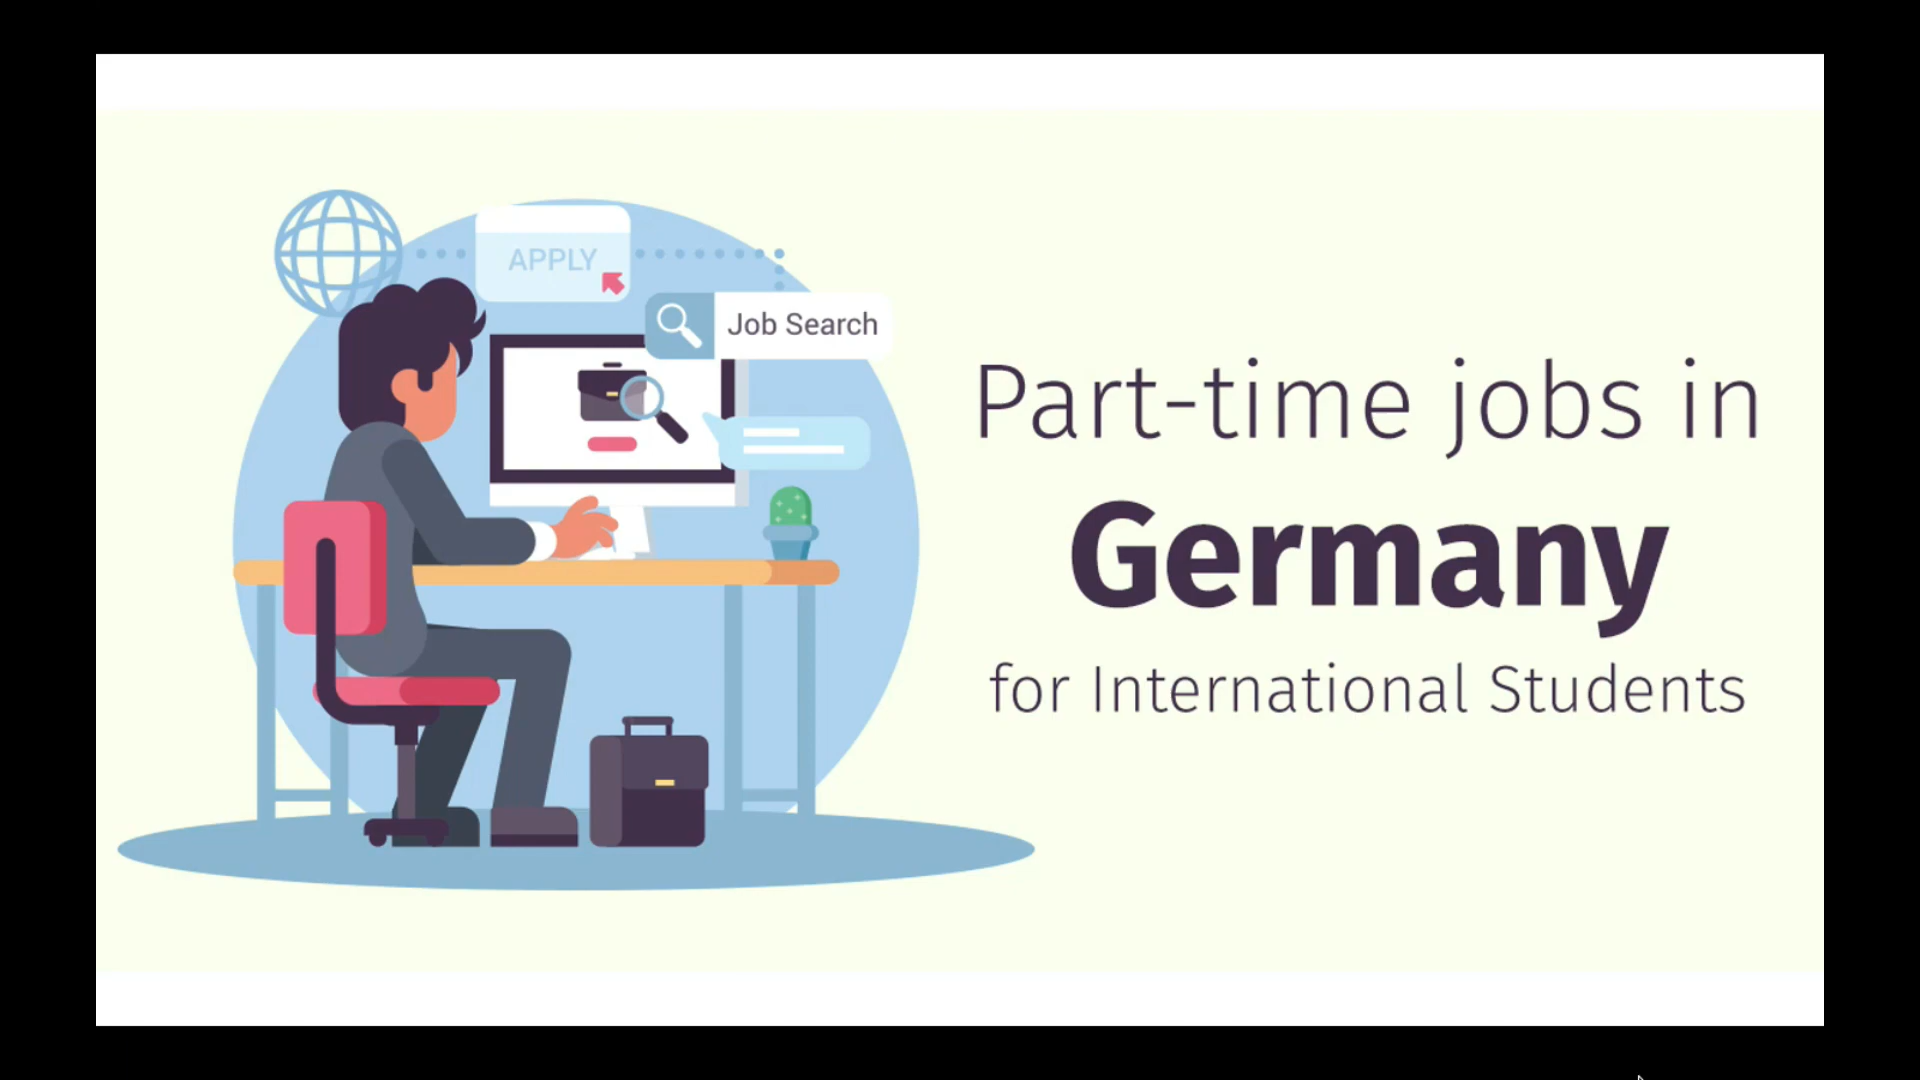 APPLY
Job Search
Part-time jobs in
Germany
for International Students